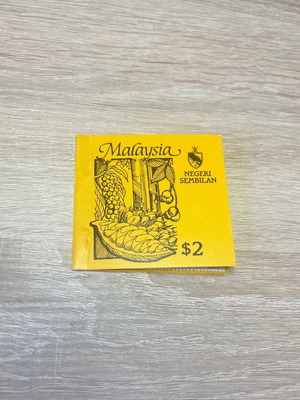 Malaysia
NEGERI
SEMBILAN
$2